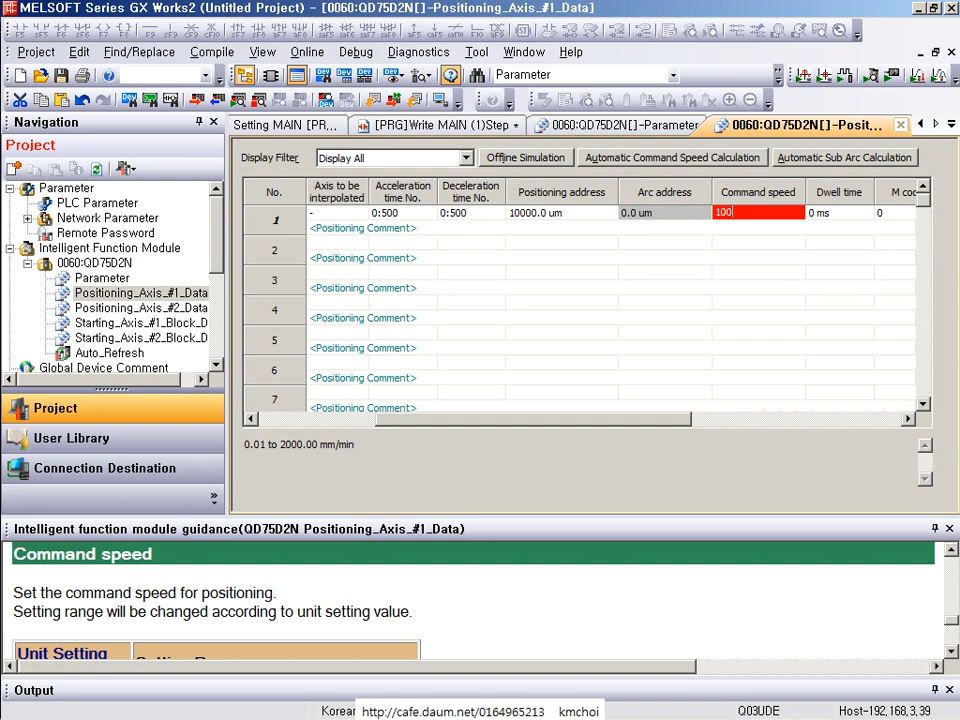 MELSOFT Series GX Works2 (Untitled Project) - [0060:QD75D2N[]-Positioning_Axis_#1_Data]
Project Edit Find/Replace Compile View Online Debug Diagnostics Tool Window Help
Parameter
Navigation
Setting MAIN [PR... [PRG]Write MAIN (1)Step * 0060:QD75D2N[]-Parameter 0060:QD75D2N[]-Posit...
Project
Display Filter Display All Offline Simulation Automatic Command Speed Calculation Automatic Sub Arc Calculation
Parameter
PLC Parameter
Network Parameter
Remote Password
Intelligent Function Module
0060:QD75D2N
Parameter
Positioning_Axis_#1_Data
Positioning_Axis_#2_Data
Starting_Axis_#1_Block_D
Starting_Axis_#2_Block_D
Auto_Refresh
Global Device Comment
Project
User Library
Connection Destination
No. Axis to be interpolated Acceleration time No. Deceleration time No. Positioning address Arc address Command speed Dwell time M co
1 - 0:500 0:500 10000.0 um 0.0 um 100 0 ms 0
<Positioning Comment>
2
<Positioning Comment>
3
<Positioning Comment>
4
<Positioning Comment>
5
<Positioning Comment>
6
<Positioning Comment>
7
<Positioning Comment>
0.01 to 2000.00 mm/min
Intelligent function module guidance(QD75D2N Positioning_Axis_#1_Data)
Command speed
Set the command speed for positioning.
Setting range will be changed according to unit setting value.
Unit Setting
Output
Korean http://cafe.daum.net/0164965213 kmchoi Q03UDE Host-192,168,3,39